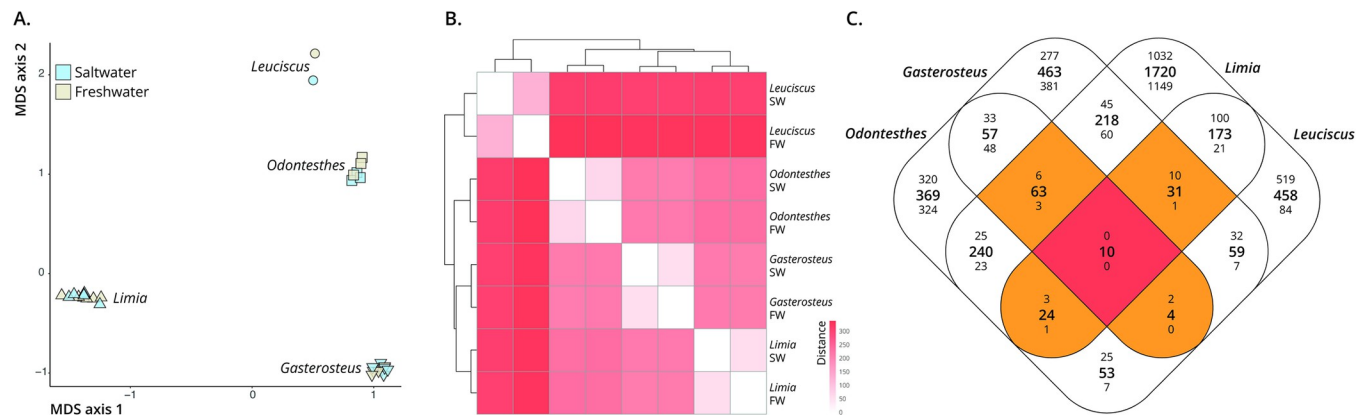 A.
MDS axis 2
2
1
0
−1
Saltwater
Freshwater
Leuciscus
Odontesthes
Limia
Gasterosteus
−1
0
1
MDS axis 1
B.
Leuciscus
SW
Leuciscus
FW
Odontesthes
SW
Odontesthes
FW
Gasterosteus
SW
Gasterosteus
FW
Limia
SW
Limia
FW
Distance
300
250
200
150
100
50
0
C.
Gasterosteus
Limia
Odontesthes
Leuciscus
277
463
381
1032
1720
1149
45
218
60
33
57
48
100
173
21
320
369
324
6
63
3
10
31
1
519
458
84
25
240
23
0
10
0
32
59
7
3
24
1
2
4
0
25
53
7